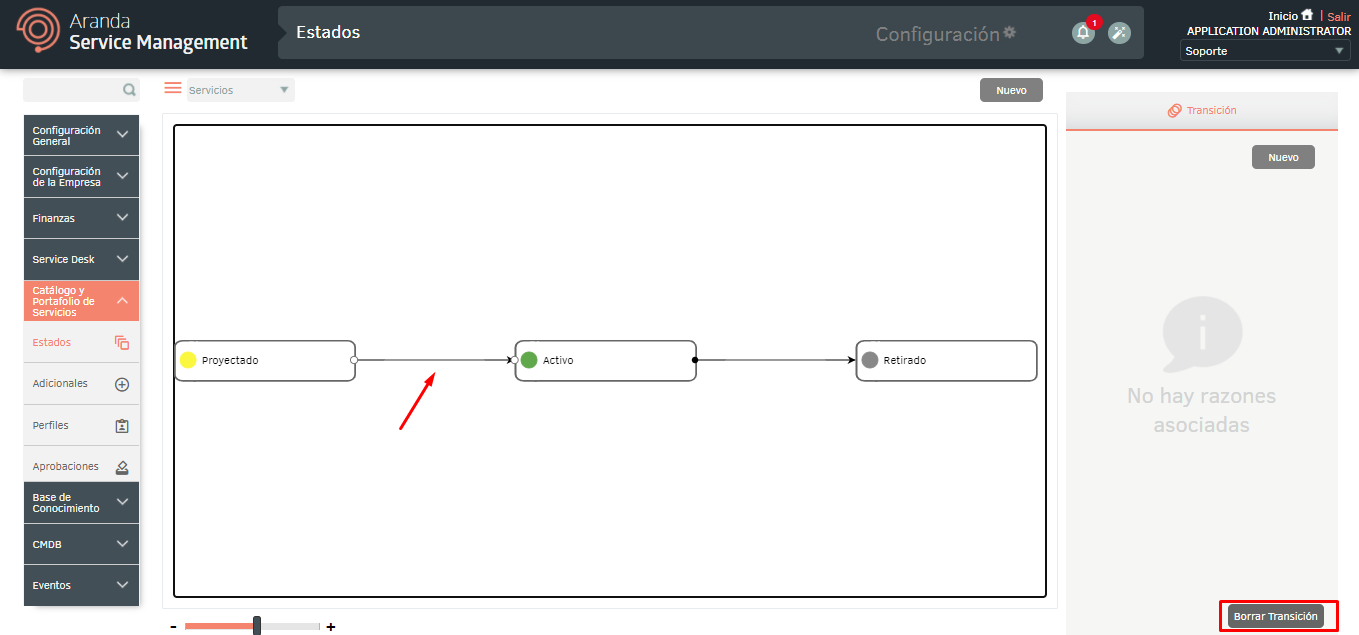 Aranda
Service Management
Estados
Configuración
1
Inicio | Salir
APPLICATION ADMINISTRATOR
Soporte
Servicios
Nuevo
Configuración
General
Configuración
de la Empresa
Finanzas
Service Desk
Catálogo y
Portafolio de
Servicios
Estados
Adicionales
Perfiles
Aprobaciones
Base de
Conocimiento
CMDB
Eventos
Proyectado
Activo
Retirado
- +
Transición
Nuevo
No hay razones
asociadas
Borrar Transición